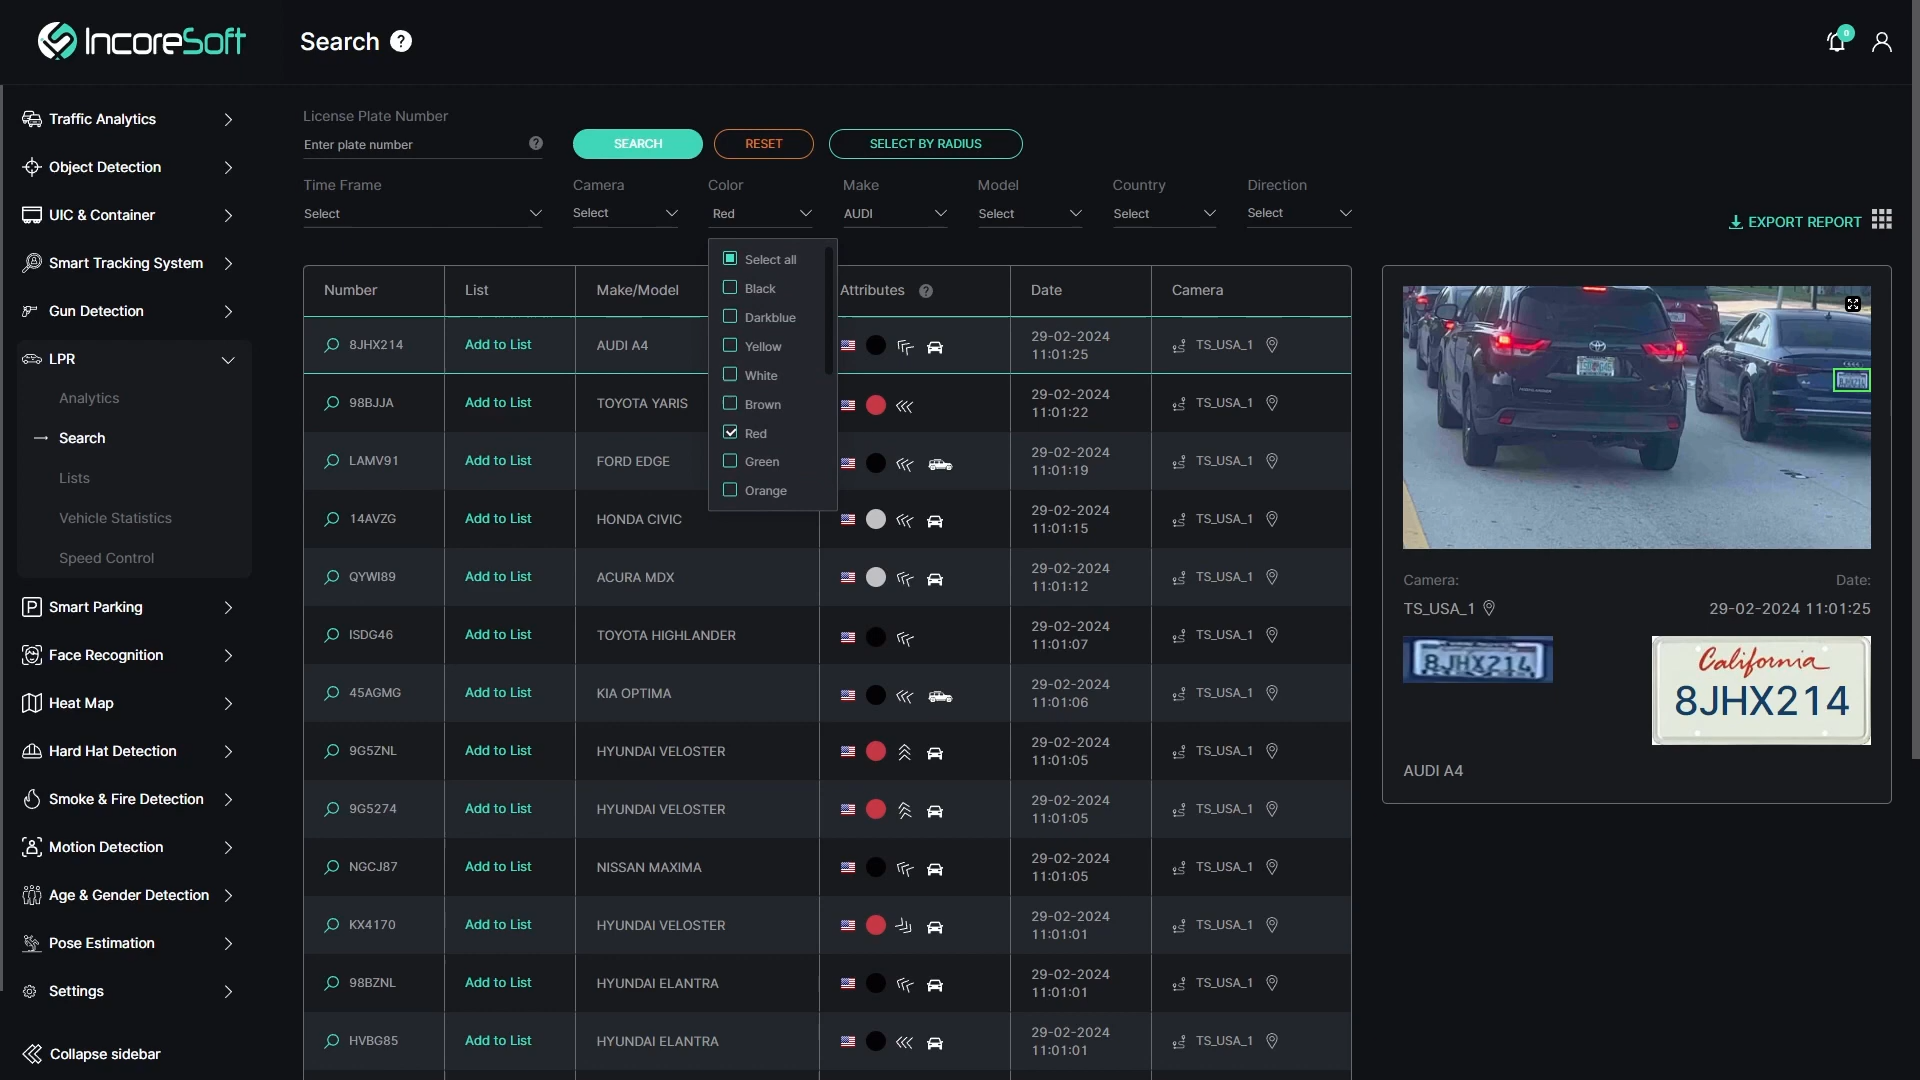 IncoreSoft
Search ?
0
Traffic Analytics
Object Detection
UIC & Container
Smart Tracking System
Gun Detection
LPR
Analytics
Search
Lists
Vehicle Statistics
Speed Control
Smart Parking
Face Recognition
Heat Map
Hard Hat Detection
Smoke & Fire Detection
Motion Detection
Age & Gender Detection
Pose Estimation
Settings
Collapse sidebar
License Plate Number
Enter plate number ? SEARCH RESET SELECT BY RADIUS
Time Frame Camera Color Make Model Country Direction
Select Select Red AUDI Select Select Select
EXPORT REPORT
Select all
Black
Darkblue
Yellow
White
Brown
Red
Green
Orange
Number List Make/Model Attributes ? Date Camera
8JHX214 Add to List AUDI A4 29-02-2024 11:01:25 TS_USA_1
98BJJA Add to List TOYOTA YARIS 29-02-2024 11:01:22 TS_USA_1
LAMV91 Add to List FORD EDGE 29-02-2024 11:01:19 TS_USA_1
14AVZG Add to List HONDA CIVIC 29-02-2024 11:01:15 TS_USA_1
QYWI89 Add to List ACURA MDX 29-02-2024 11:01:12 TS_USA_1
ISDG46 Add to List TOYOTA HIGHLANDER 29-02-2024 11:01:07 TS_USA_1
45AGMG Add to List KIA OPTIMA 29-02-2024 11:01:06 TS_USA_1
9G5ZNL Add to List HYUNDAI VELOSTER 29-02-2024 11:01:05 TS_USA_1
9G5274 Add to List HYUNDAI VELOSTER 29-02-2024 11:01:05 TS_USA_1
NGCJ87 Add to List NISSAN MAXIMA 29-02-2024 11:01:05 TS_USA_1
KX4170 Add to List HYUNDAI VELOSTER 29-02-2024 11:01:01 TS_USA_1
98BZNL Add to List HYUNDAI ELANTRA 29-02-2024 11:01:01 TS_USA_1
HVBG85 Add to List HYUNDAI ELANTRA 29-02-2024 11:01:01 TS_USA_1
Camera: Date:
TS_USA_1 29-02-2024 11:01:25
8JHX214
California
8JHX214
AUDI A4